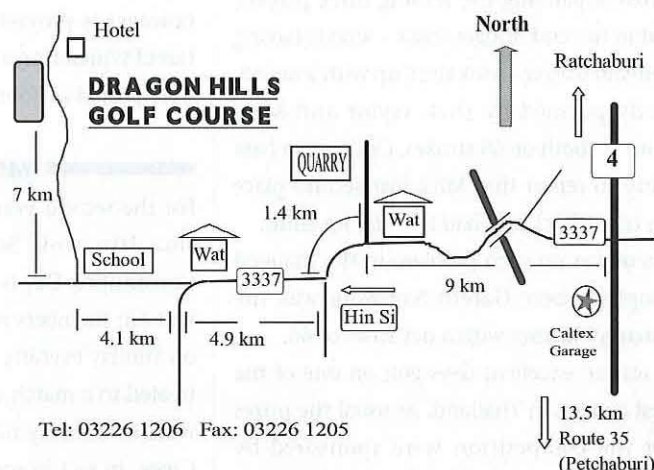 Hotel
DRAGON HILLS
GOLF COURSE
North
Ratchaburi
4
QUARRY
7 km
1.4 km
Wat
3337
School
Wat
3337
9 km
Hin Si
Caltex
Garage
4.1 km
4.9 km
Tel: 03226 1206 Fax: 03226 1205
13.5 km
Route 35
(Petchaburi)